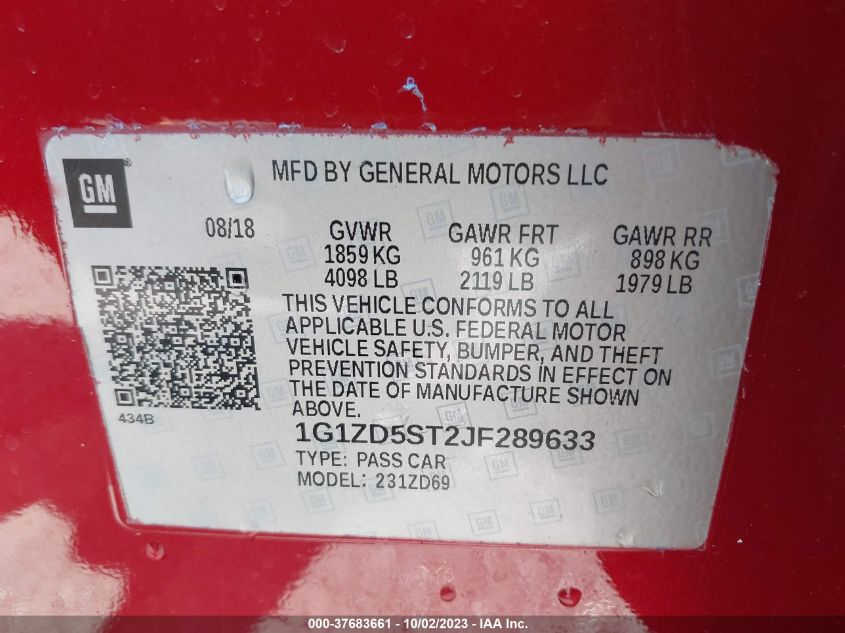 GM ®
MFD BY GENERAL MOTORS LLC
08/18
GVWR GAWR FRT GAWR RR
1859 KG 961 KG 898 KG
4098 LB 2119 LB 1979 LB
THIS VEHICLE CONFORMS TO ALL
APPLICABLE U.S. FEDERAL MOTOR
VEHICLE SAFETY, BUMPER, AND THEFT
PREVENTION STANDARDS IN EFFECT ON
THE DATE OF MANUFACTURE SHOWN
ABOVE.
434B
1G1ZD5ST2JF289633
TYPE: PASS CAR
MODEL: 231ZD69
000-37683661 - 10/02/2023 - IAA Inc.